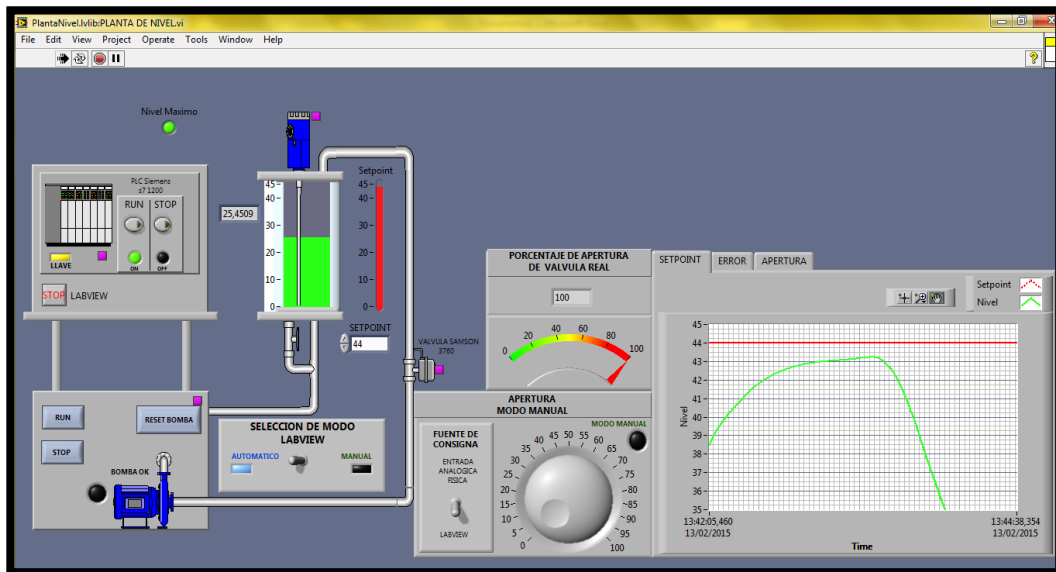 PlantaNivel.lvlib:PLANTA DE NIVEL.vi
File Edit View Project Operate Tools Window Help
Nivel Maximo
PLC Siemens
s7 1200
RUN STOP
ON OFF
LLAVE
STOP LABVIEW
25,4509
45
40
30
20
10
0
Setpoint
45
40
30
20
10
0
SETPOINT
44
VALVULA SAMSON
3760
RUN
STOP
RESET BOMBA
BOMBA OK
SELECCION DE MODO
LABVIEW
AUTOMATICO MANUAL
PORCENTAJE DE APERTURA
DE VALVULA REAL
100
0 20 40 60 80 100
APERTURA
MODO MANUAL
MODO MANUAL
FUENTE DE
CONSIGNA
ENTRADA
ANALOGICA
FISICA
LABVIEW
0 5 10 15 20 25 30 35 40 45 50 55 60 65 70 75 80 85 90 95 100
SETPOINT ERROR APERTURA
Setpoint
Nivel
45
44
43
42
41
40
39
38
37
36
35
Nivel
13:42:05,460
13/02/2015
13:44:38,354
13/02/2015
Time